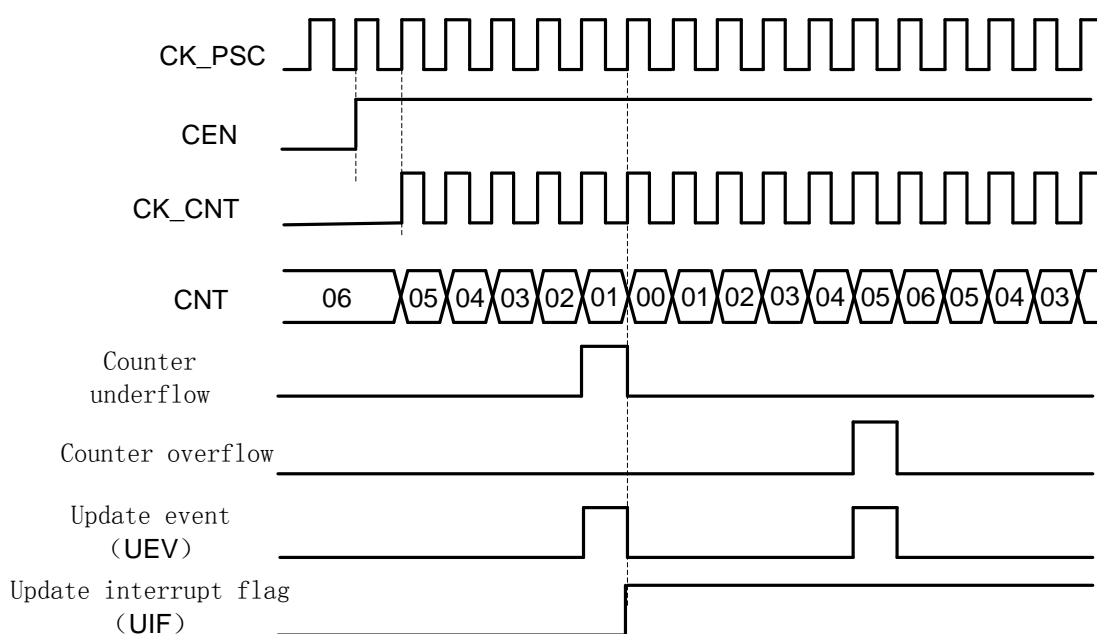 CK_PSC
CEN
CK_CNT
CNT
06 05 04 03 02 01 00 01 02 03 04 05 06 05 04 03
Counter
underflow
Counter overflow
Update event
（UEV）
Update interrupt flag
（UIF）